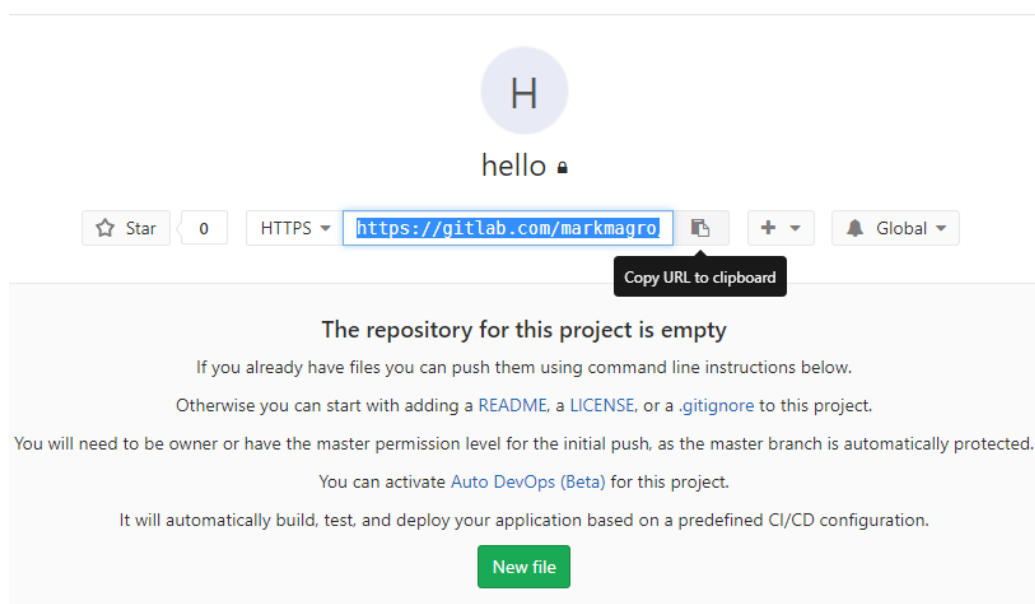 H
hello
Star 0 HTTPS https://gitlab.com/markmagro Global
Copy URL to clipboard
The repository for this project is empty
If you already have files you can push them using command line instructions below.
Otherwise you can start with adding a README, a LICENSE, or a .gitignore to this project.
You will need to be owner or have the master permission level for the initial push, as the master branch is automatically protected.
You can activate Auto DevOps (Beta) for this project.
It will automatically build, test, and deploy your application based on a predefined CI/CD configuration.
New file